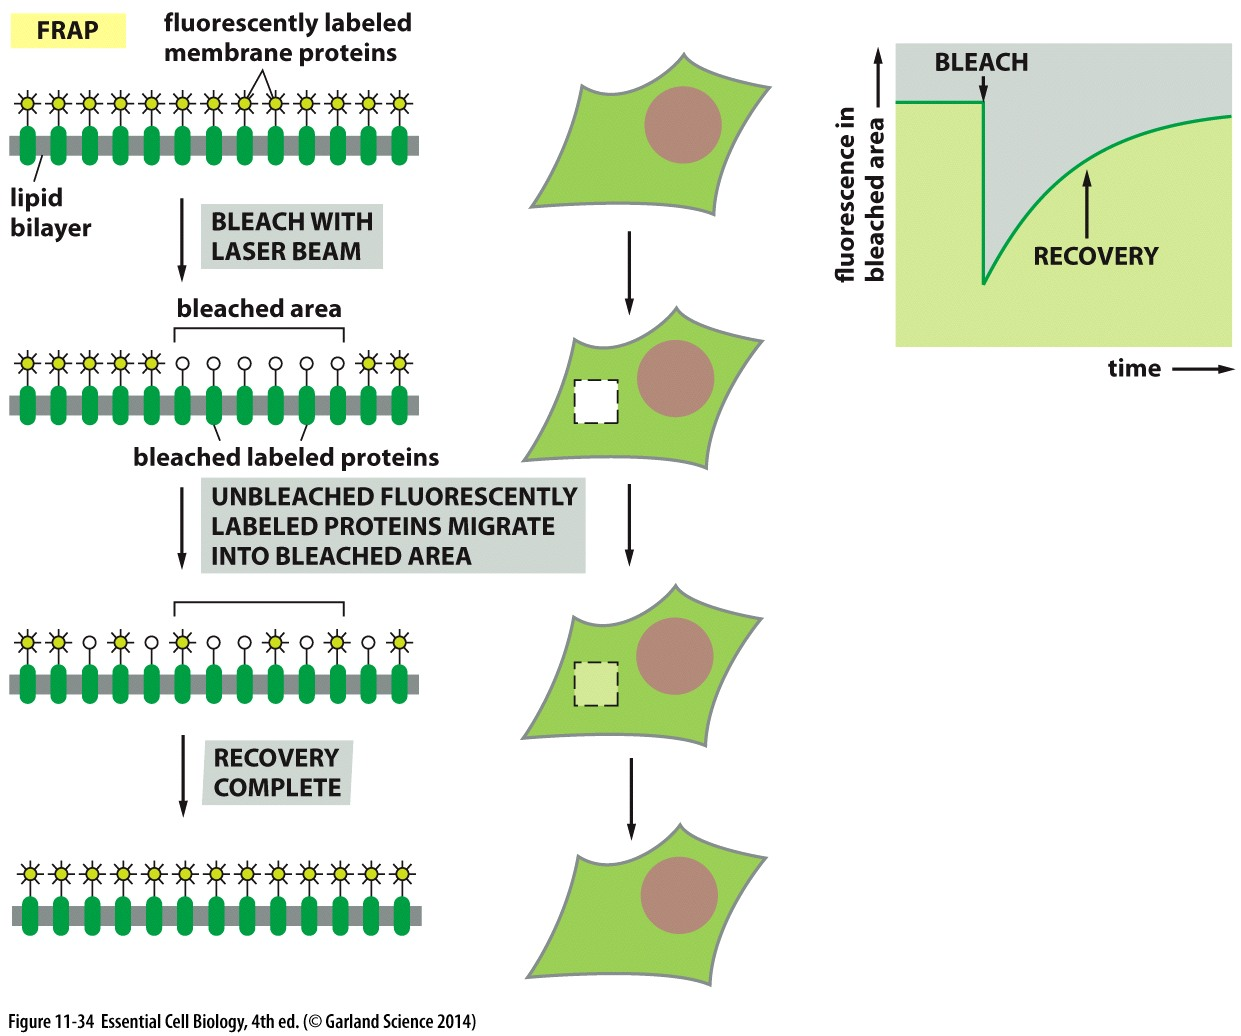 FRAP
fluorescently labeled
membrane proteins
lipid
bilayer
BLEACH WITH
LASER BEAM
bleached area
bleached labeled proteins
UNBLEACHED FLUORESCENTLY
LABELED PROTEINS MIGRATE
INTO BLEACHED AREA
RECOVERY
COMPLETE
fluorescence in
bleached area
BLEACH
RECOVERY
time
Figure 11-34 Essential Cell Biology, 4th ed. (© Garland Science 2014)